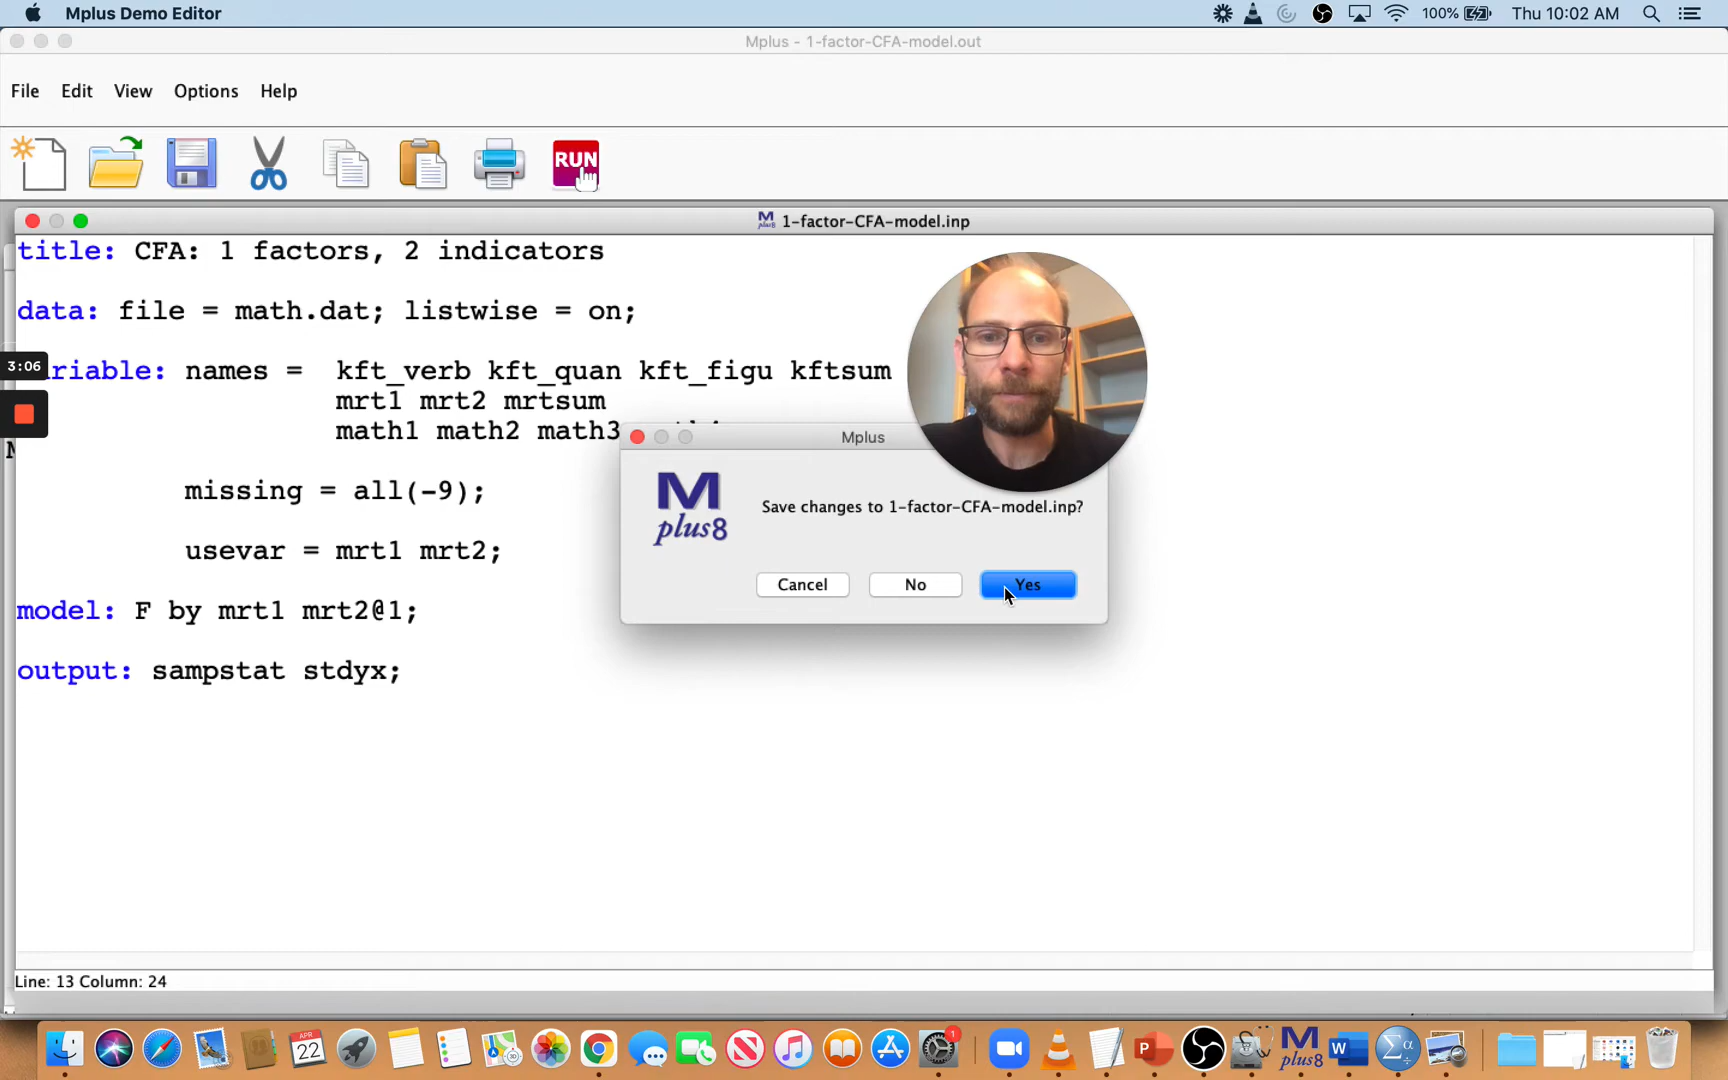 Mplus Demo Editor
100%
Thu 10:02 AM
Mplus - 1-factor-CFA-model.out
File Edit View Options Help
RUN
1-factor-CFA-model.inp
title: CFA: 1 factors, 2 indicators
data: file = math.dat; listwise = on;
3:06
riable: names = kft_verb kft_quan kft_figu kftsum
mrt1 mrt2 mrtsum
math1 math2 math3
Mplus
missing = all(-9);
M
plus8
Save changes to 1-factor-CFA-model.inp?
usevar = mrt1 mrt2;
Cancel No Yes
model: F by mrt1 mrt2@1;
output: sampstat stdyx;
Line: 13 Column: 24
APR
22
1
M
plus8